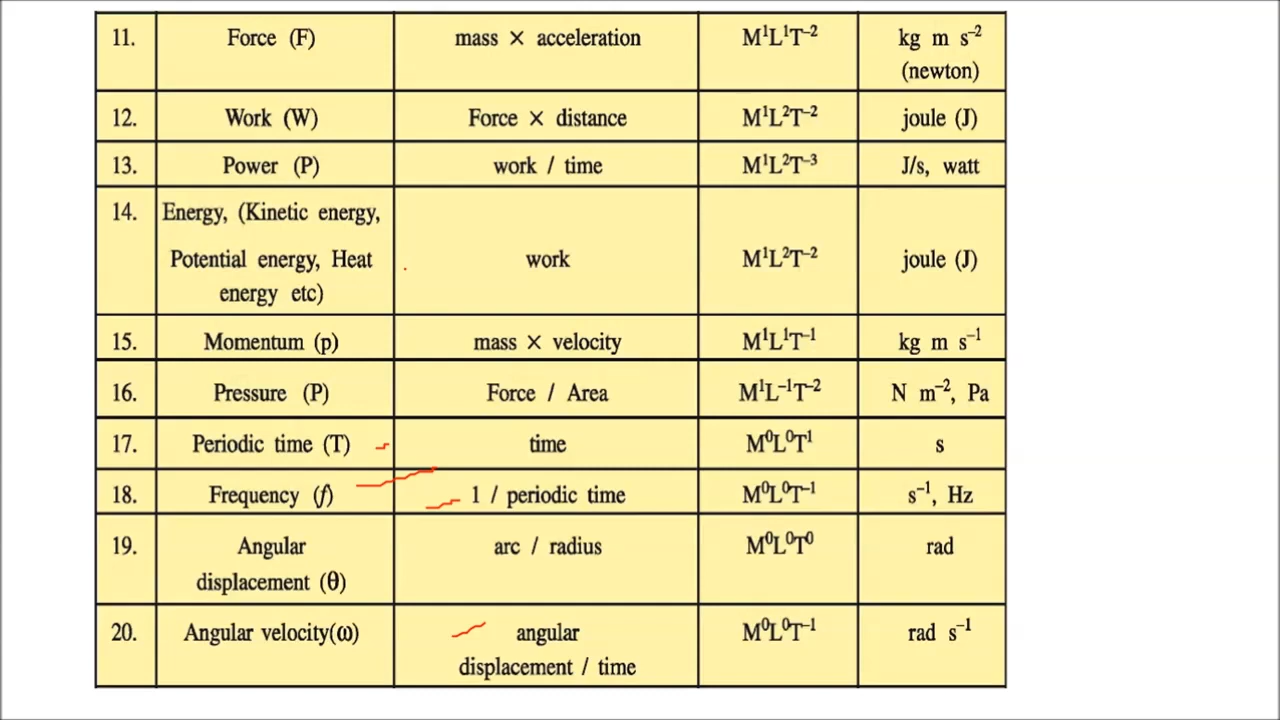 11. Force (F) mass × acceleration M¹L¹T⁻² kg m s⁻²
(newton)
12. Work (W) Force × distance M¹L²T⁻² joule (J)
13. Power (P) work / time M¹L²T⁻³ J/s, watt
14. Energy, (Kinetic energy,
Potential energy, Heat work M¹L²T⁻² joule (J)
energy etc)
15. Momentum (p) mass × velocity M¹L¹T⁻¹ kg m s⁻¹
16. Pressure (P) Force / Area M¹L⁻¹T⁻² N m⁻², Pa
17. Periodic time (T) time M⁰L⁰T¹ s
18. Frequency (f) 1 / periodic time M⁰L⁰T⁻¹ s⁻¹, Hz
19. Angular arc / radius M⁰L⁰T⁰ rad
displacement (θ)
20. Angular velocity(ω) angular M⁰L⁰T⁻¹ rad s⁻¹
displacement / time